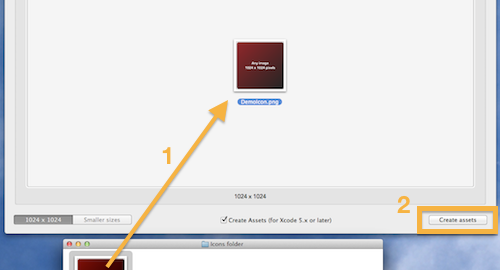 Any image
1024 x 1024 pixels
DemoIcon.png
1
1024 x 1024
2
1024 x 1024
Smaller sizes
Create Assets (for Xcode 5.x or later)
Create assets
Icons folder